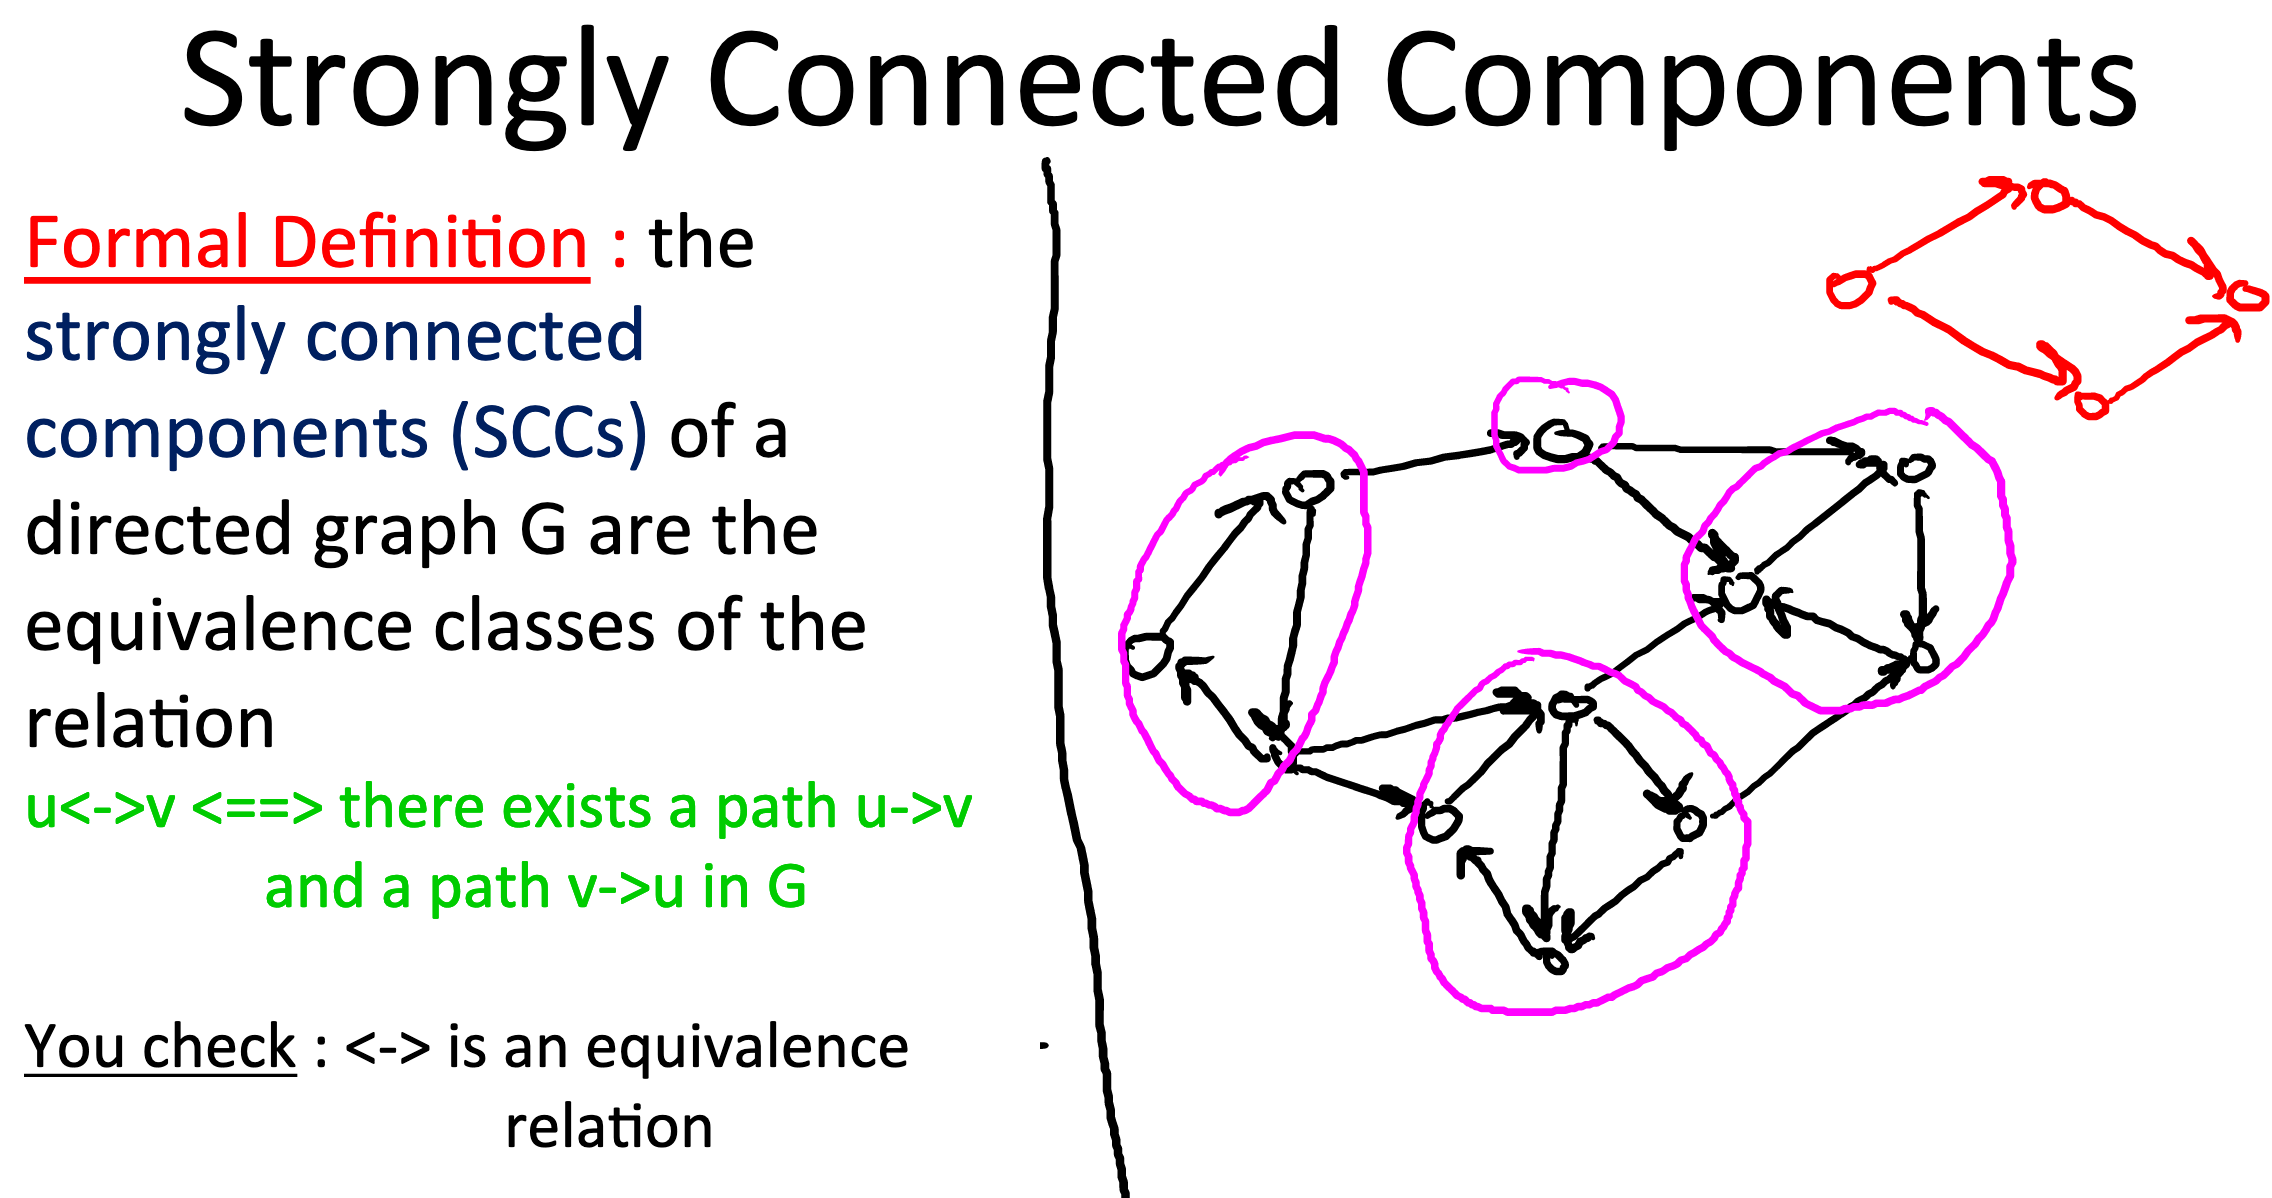 Strongly Connected Components
Formal Definition : the
strongly connected
components (SCCs) of a
directed graph G are the
equivalence classes of the
relation
u<->v <==> there exists a path u->v
and a path v->u in G
You check : <-> is an equivalence
relation